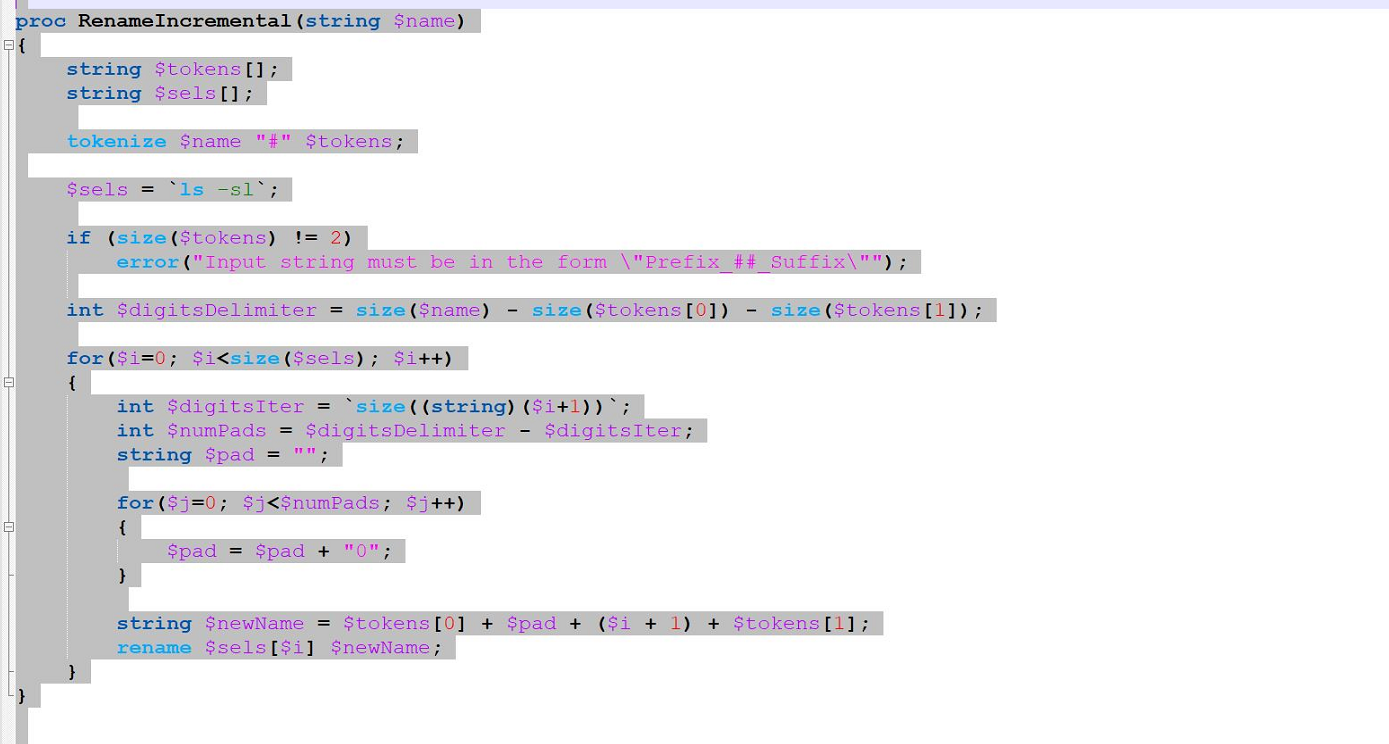 proc RenameIncremental(string $name)
{
    string $tokens[];
    string $sels[];
    tokenize $name "#" $tokens;
    $sels = `ls -sl`;
    if (size($tokens) != 2)
        error("Input string must be in the form \"Prefix_##_Suffix\"");
    int $digitsDelimiter = size($name) - size($tokens[0]) - size($tokens[1]);
    for($i=0; $i<size($sels); $i++)
    {
        int $digitsIter = `size((string)($i+1))`;
        int $numPads = $digitsDelimiter - $digitsIter;
        string $pad = "";
        for($j=0; $j<$numPads; $j++)
        {
            $pad = $pad + "0";
        }
        string $newName = $tokens[0] + $pad + ($i + 1) + $tokens[1];
        rename $sels[$i] $newName;
    }
}